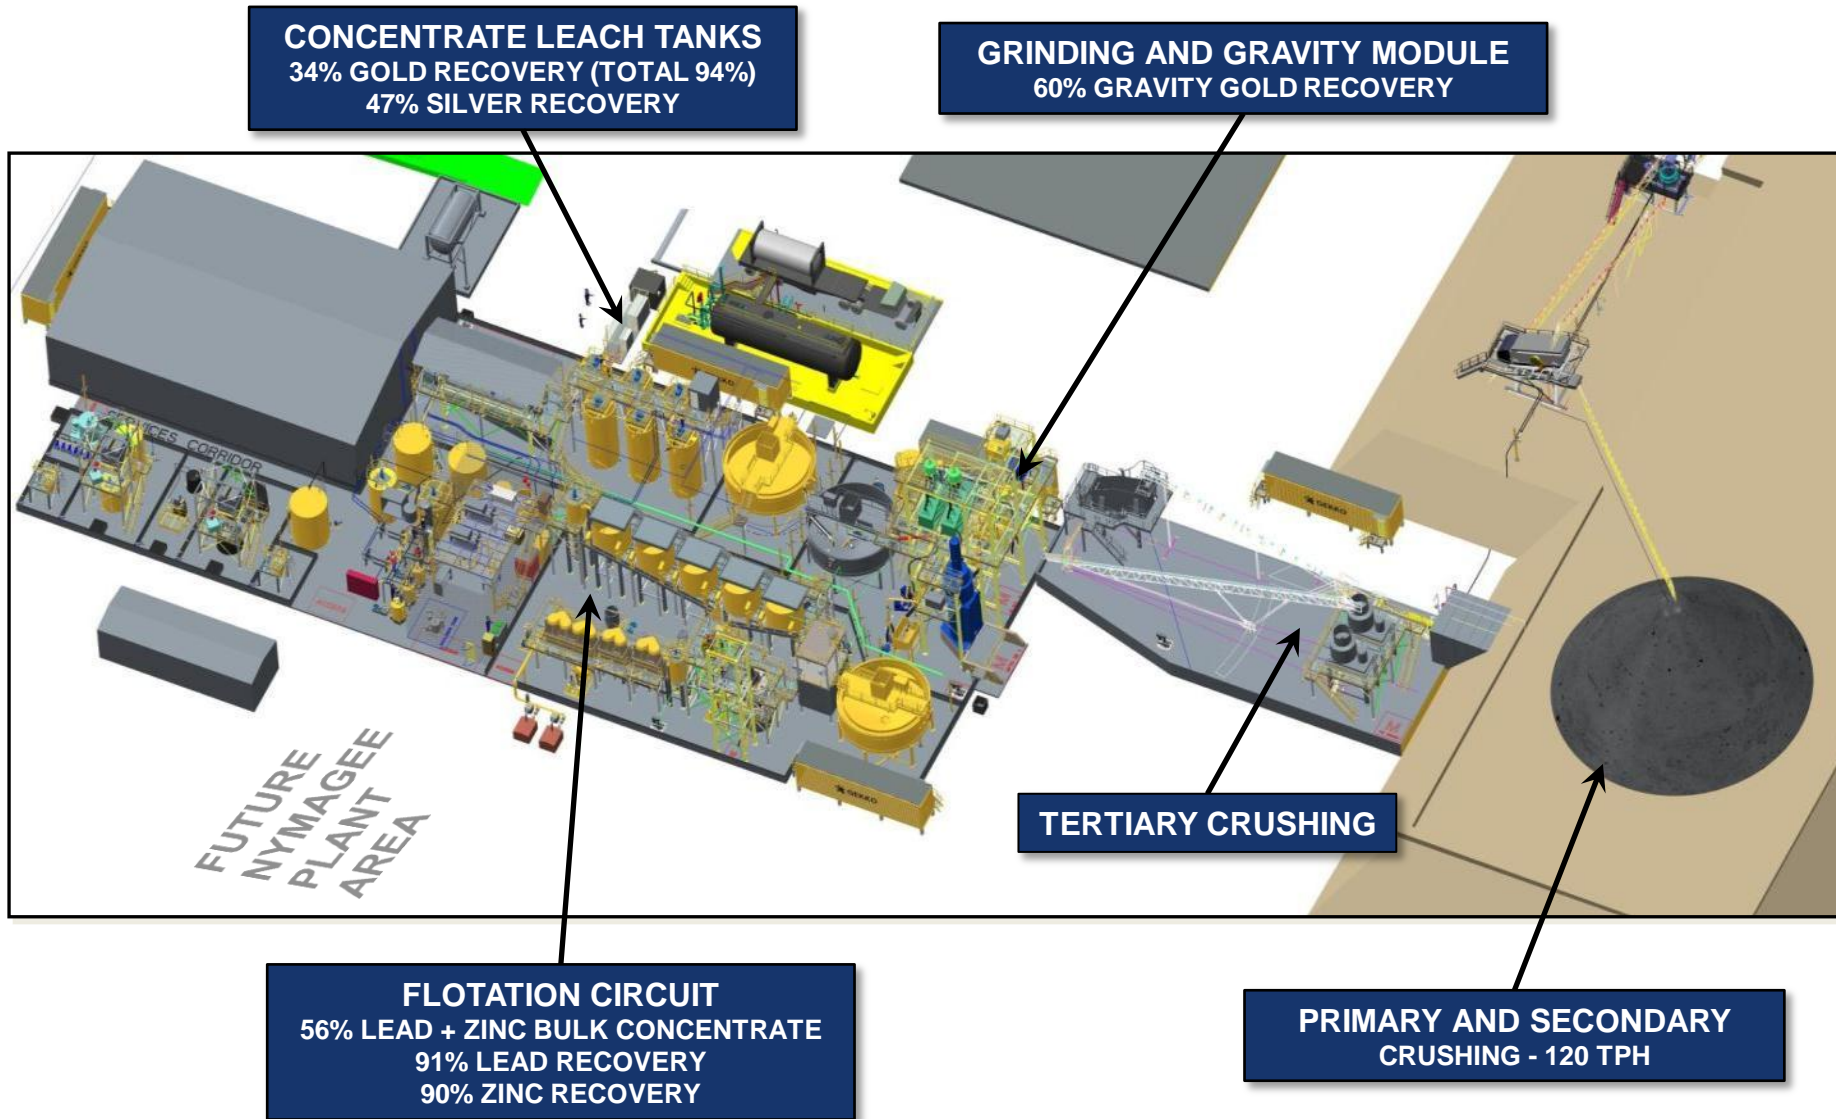 CONCENTRATE LEACH TANKS
34% GOLD RECOVERY (TOTAL 94%)
47% SILVER RECOVERY
GRINDING AND GRAVITY MODULE
60% GRAVITY GOLD RECOVERY
CORRIDOR
GEKKO
GEKKO
FUTURE
NYMAGEE
PLANT
AREA
TERTIARY CRUSHING
FLOTATION CIRCUIT
56% LEAD + ZINC BULK CONCENTRATE
91% LEAD RECOVERY
90% ZINC RECOVERY
PRIMARY AND SECONDARY
CRUSHING - 120 TPH